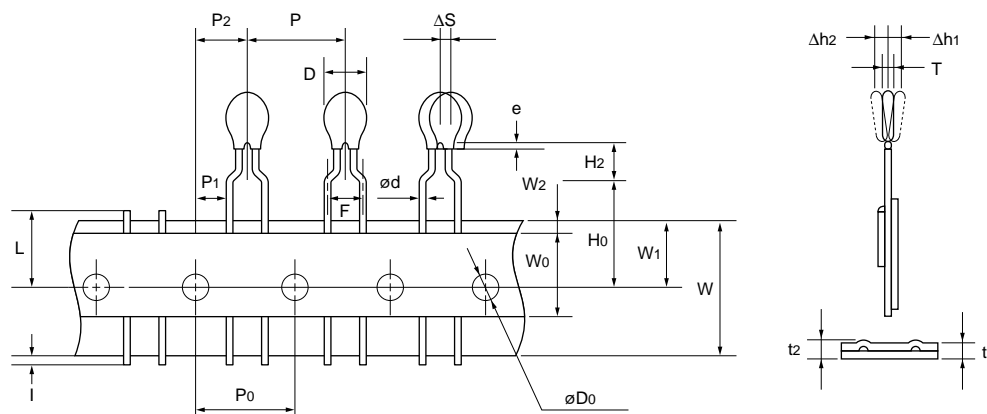 P2 P ΔS
Δh2 Δh1
D T
e
H2
P1 ød W2
F
L H0 W1
W0
W
t2 t
l
P0 øD0